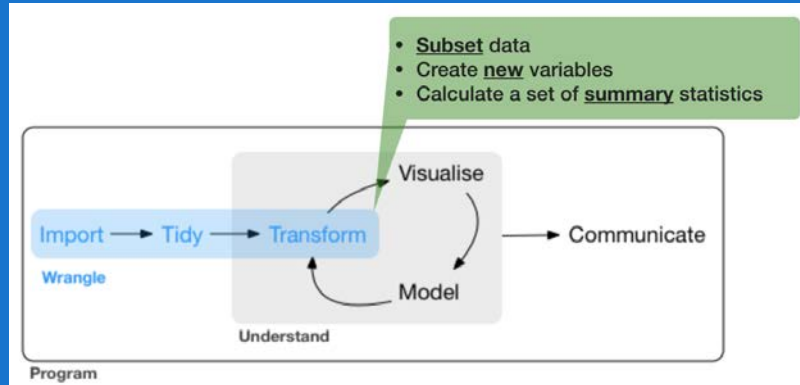 • Subset data
• Create new variables
• Calculate a set of summary statistics
Visualise
Import
Tidy
Transform
Communicate
Wrangle
Model
Understand
Program